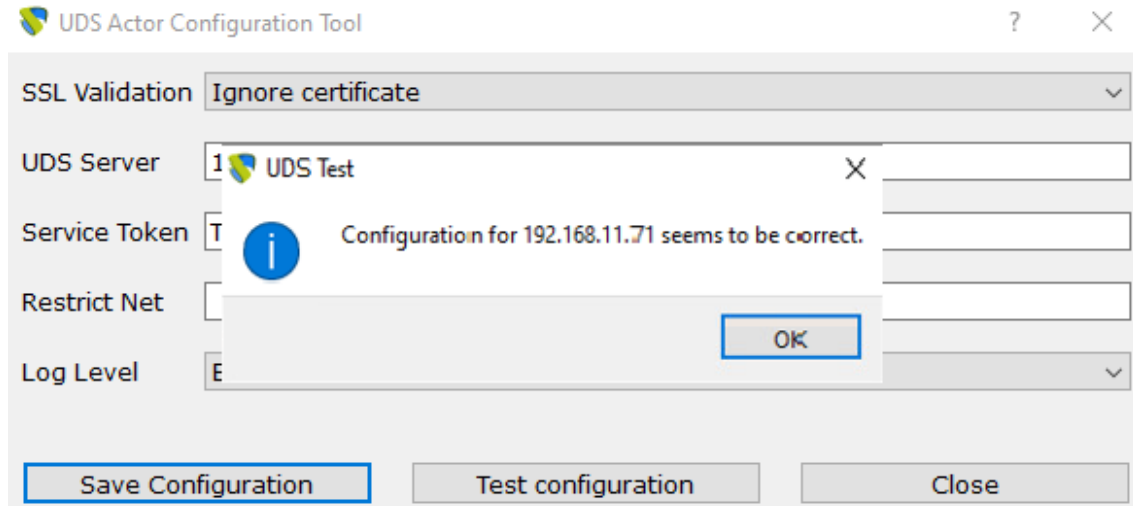 UDS Actor Configuration Tool
SSL Validation Ignore certificate
UDS Server 1
UDS Test
Configuration for 192.168.11.71 seems to be correct.
Service Token T
Restrict Net
OK
Log Level E
Save Configuration Test configuration Close